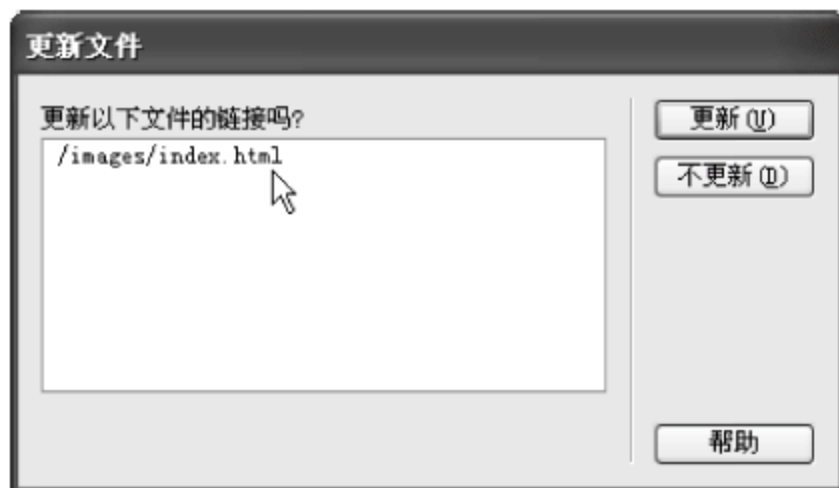 更新文件
更新以下文件的链接吗?
/images/index.html
更新(U)
不更新(D)
帮助